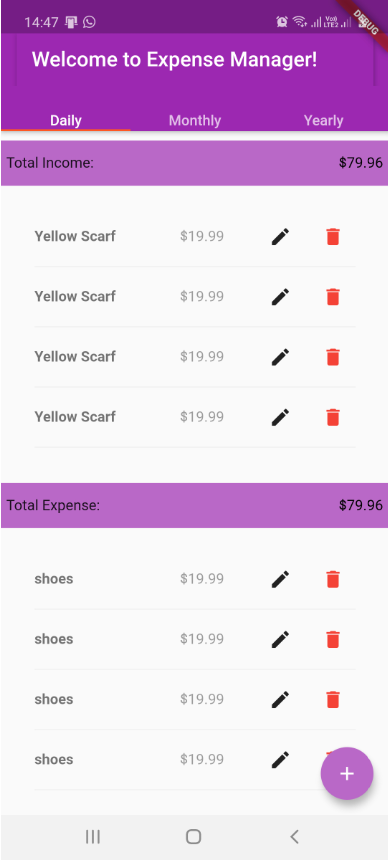 14:47 Vo) LTE2
DEBUG
Welcome to Expense Manager!
Daily Monthly Yearly
Total Income: $79.96
Yellow Scarf $19.99
Yellow Scarf $19.99
Yellow Scarf $19.99
Yellow Scarf $19.99
Total Expense: $79.96
shoes $19.99
shoes $19.99
shoes $19.99
shoes $19.99
+